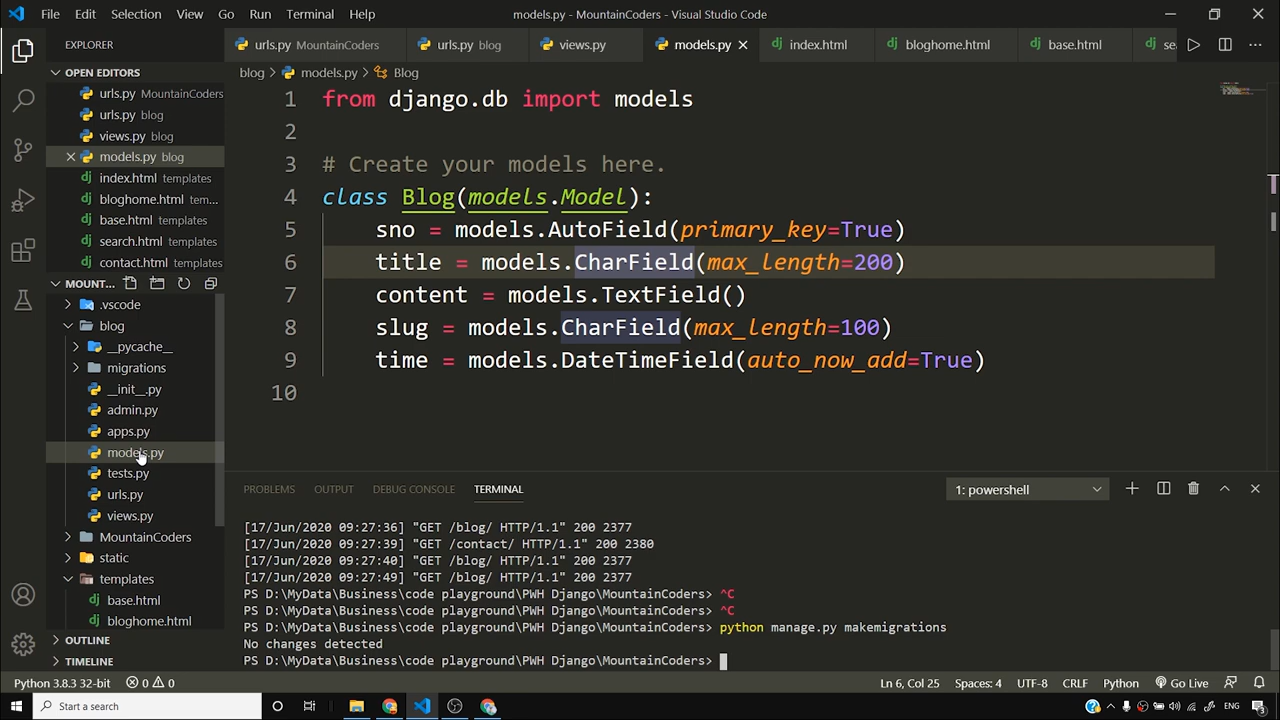 File Edit Selection View Go Run Terminal Help models.py - MountainCoders - Visual Studio Code
EXPLORER
OPEN EDITORS
urls.py MountainCoders
urls.py blog
views.py blog
models.py blog
index.html templates
bloghome.html tem...
base.html templates
search.html templates
contact.html templates
MOUNT...
.vscode
blog
__pycache__
migrations
__init__.py
admin.py
apps.py
models.py
tests.py
urls.py
views.py
MountainCoders
static
templates
base.html
bloghome.html
OUTLINE
TIMELINE
urls.py MountainCoders urls.py blog views.py models.py index.html bloghome.html base.html
blog > models.py > Blog
1 from django.db import models
2
3 # Create your models here.
4 class Blog(models.Model):
5 sno = models.AutoField(primary_key=True)
6 title = models.CharField(max_length=200)
7 content = models.TextField()
8 slug = models.CharField(max_length=100)
9 time = models.DateTimeField(auto_now_add=True)
10
PROBLEMS OUTPUT DEBUG CONSOLE TERMINAL 1: powershell
[17/Jun/2020 09:27:36] "GET /blog/ HTTP/1.1" 200 2377
[17/Jun/2020 09:27:39] "GET /contact/ HTTP/1.1" 200 2380
[17/Jun/2020 09:27:40] "GET /blog/ HTTP/1.1" 200 2377
[17/Jun/2020 09:27:49] "GET /blog/ HTTP/1.1" 200 2377
PS D:\MyData\Business\code playground\PWH Django\MountainCoders> ^C
PS D:\MyData\Business\code playground\PWH Django\MountainCoders> ^C
PS D:\MyData\Business\code playground\PWH Django\MountainCoders> python manage.py makemigrations
No changes detected
PS D:\MyData\Business\code playground\PWH Django\MountainCoders>
Python 3.8.3 32-bit 0 0 Ln 6, Col 25 Spaces: 4 UTF-8 CRLF Python Go Live
Start a search ENG